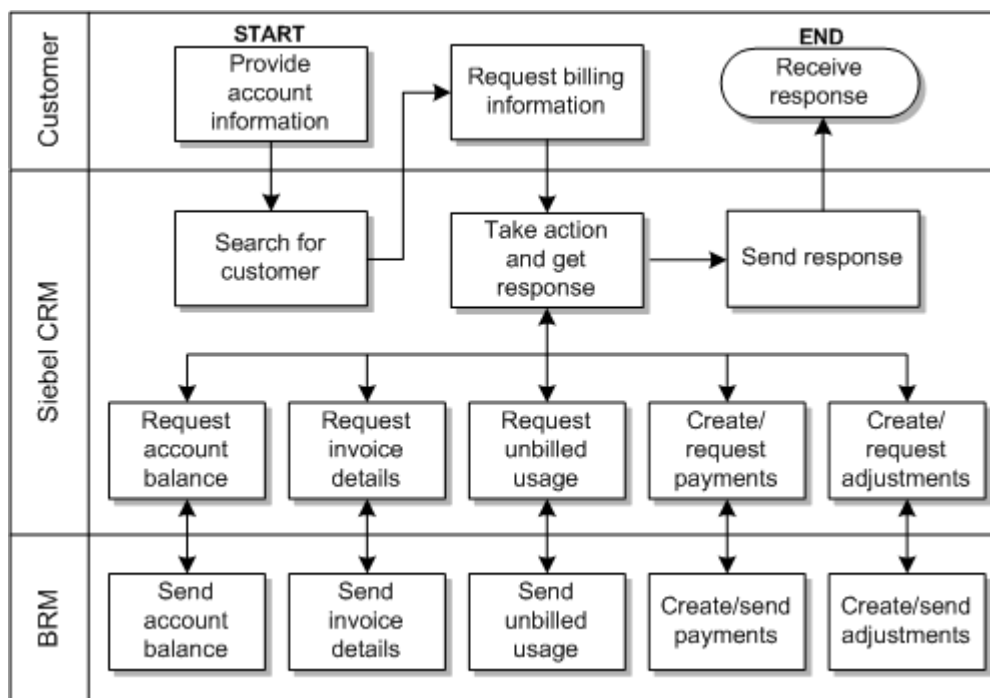 Customer
START
Provide
account
information
Request billing
information
END
Receive
response
Siebel CRM
Search for
customer
Take action
and get
response
Send response
Request
account
balance
Request
invoice
details
Request
unbilled
usage
Create/
request
payments
Create/
request
adjustments
BRM
Send
account
balance
Send
invoice
details
Send
unbilled
usage
Create/send
payments
Create/send
adjustments